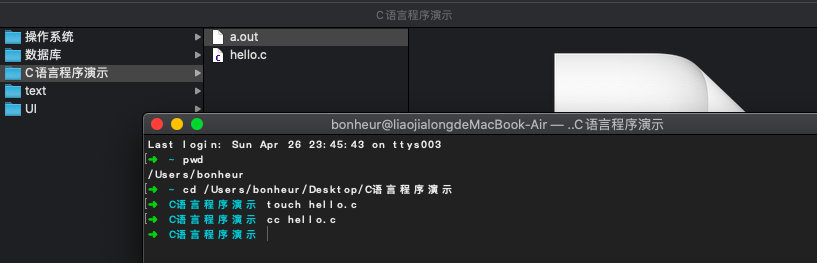 C语言程序演示
操作系统
a.out
数据库
hello.c
C语言程序演示
text
UI
bonheur@liaojialongdeMacBook-Air — ..C语言程序演示
Last login: Sun Apr 26 23:45:43 on ttys003
[➜ ~ pwd
/Users/bonheur
[➜ ~ cd /Users/bonheur/Desktop/C语言程序演示
[➜ C语言程序演示 touch hello.c
[➜ C语言程序演示 cc hello.c
➜ C语言程序演示